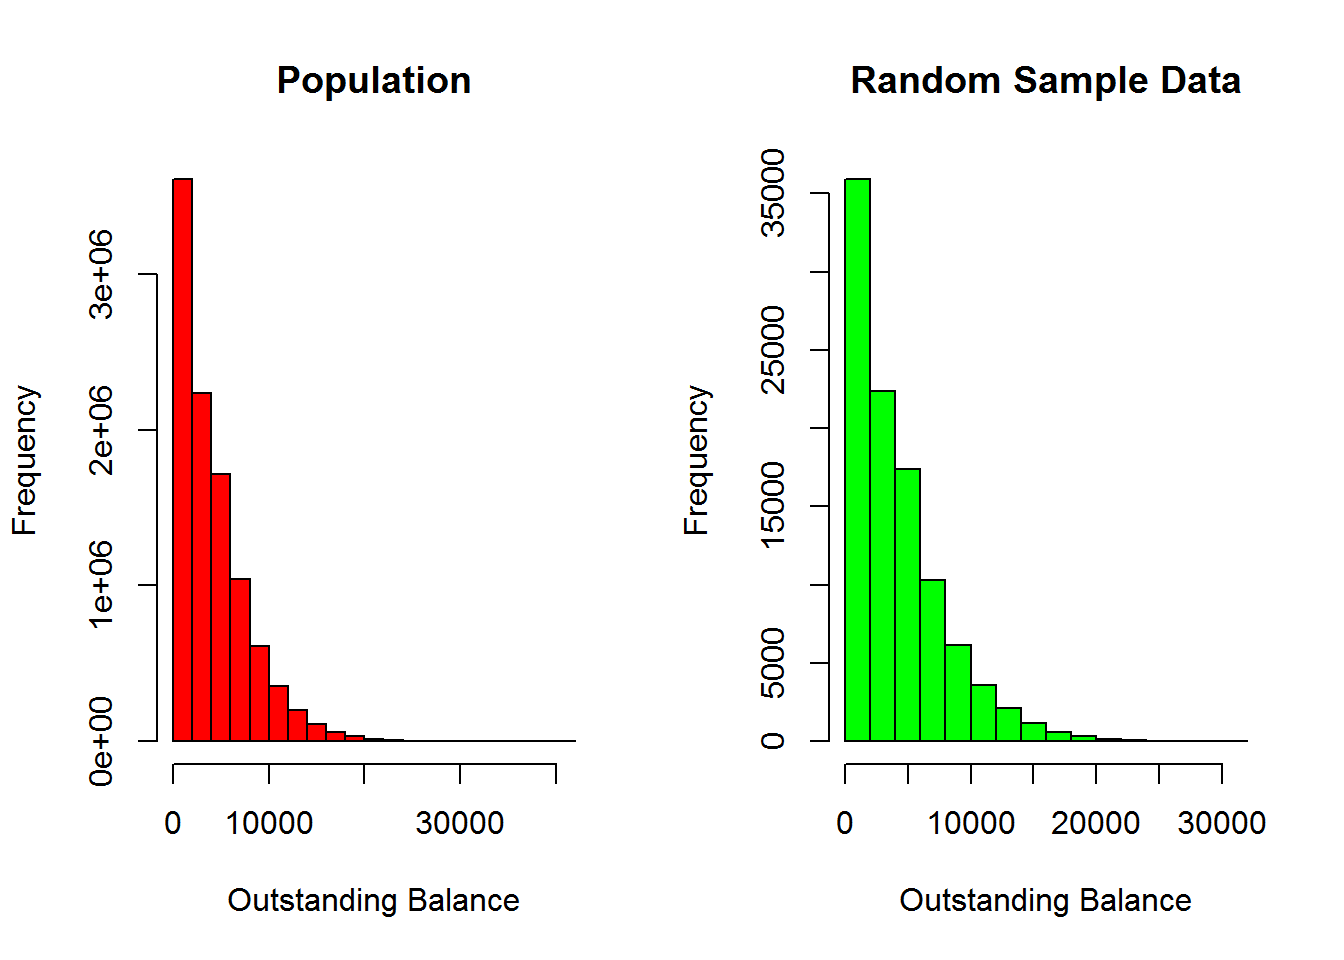 Population
Frequency
3e+06
2e+06
1e+06
0e+00
0 10000 30000
Outstanding Balance
Random Sample Data
Frequency
35000
25000
15000
5000
0
0 10000 20000 30000
Outstanding Balance